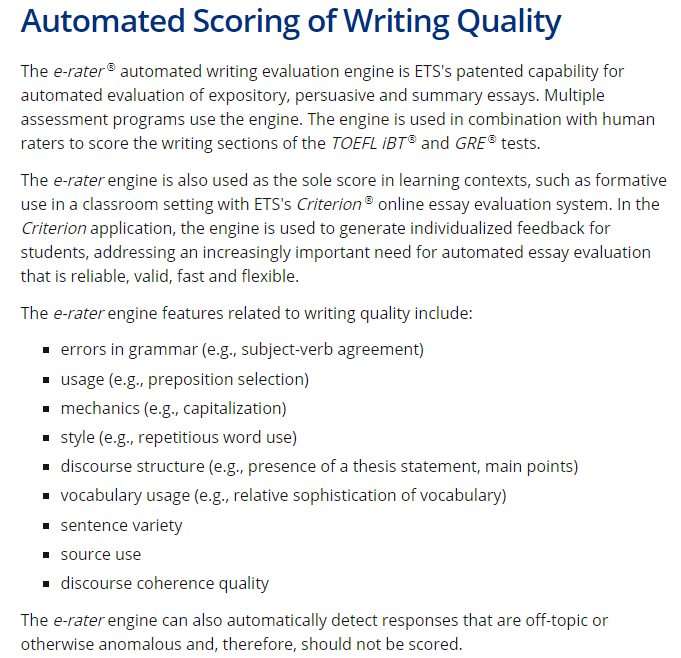 Automated Scoring of Writing Quality
The e-rater® automated writing evaluation engine is ETS's patented capability for
automated evaluation of expository, persuasive and summary essays. Multiple
assessment programs use the engine. The engine is used in combination with human
raters to score the writing sections of the TOEFL iBT® and GRE® tests.
The e-rater engine is also used as the sole score in learning contexts, such as formative
use in a classroom setting with ETS's Criterion® online essay evaluation system. In the
Criterion application, the engine is used to generate individualized feedback for
students, addressing an increasingly important need for automated essay evaluation
that is reliable, valid, fast and flexible.
The e-rater engine features related to writing quality include:
▪ errors in grammar (e.g., subject-verb agreement)
▪ usage (e.g., preposition selection)
▪ mechanics (e.g., capitalization)
▪ style (e.g., repetitious word use)
▪ discourse structure (e.g., presence of a thesis statement, main points)
▪ vocabulary usage (e.g., relative sophistication of vocabulary)
▪ sentence variety
▪ source use
▪ discourse coherence quality
The e-rater engine can also automatically detect responses that are off-topic or
otherwise anomalous and, therefore, should not be scored.